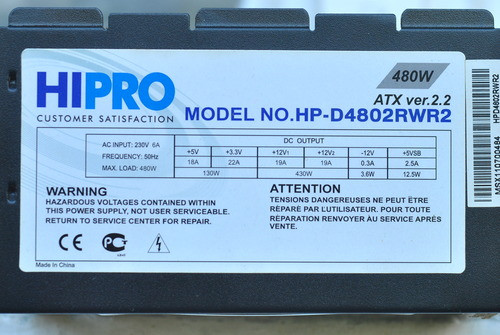 HIPRO
CUSTOMER SATISFACTION
480W
ATX ver.2.2
MODEL NO.HP-D4802RWR2
AC INPUT: 230V 6A
FREQUENCY: 50Hz
MAX. LOAD: 480W
DC OUTPUT
+5V +3.3V +12V1 +12V2 -12V +5VSB
18A 22A 19A 19A 0.3A 2.5A
130W 430W 3.6W 12.5W
WARNING
HAZARDOUS VOLTAGES CONTAINED WITHIN
THIS POWER SUPPLY, NOT USER SERVICEABLE.
RETURN TO SERVICE CENTER FOR REPAIR.
ATTENTION
TENSIONS DANGEREUSES NE PAS OUVRIR.
RÉPARÉ PAR L'UTILISATEUR. POUR TOUTE
RÉPARATION RENVOYER AU SERVICE APRÈS
VENTE.
CE
Made In China
HPD4802RWR2
MSX110700484